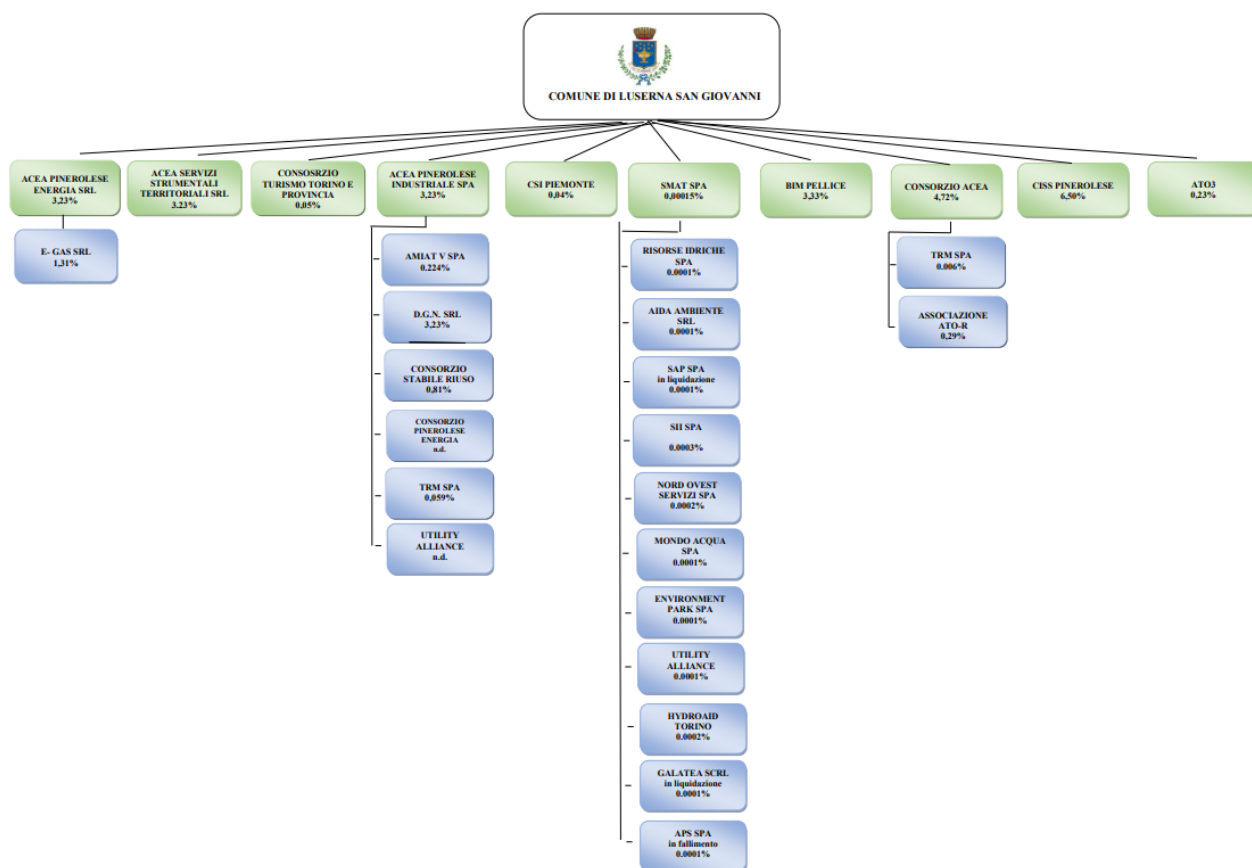 COMUNE DI LUSERNA SAN GIOVANNI
ACEA PINEROLESE
ENERGIA SRL
3,23%
ACEA SERVIZI
STRUMENTALI
TERRITORIALI SRL
3.23%
CONSOSRZIO
TURISMO TORINO E
PROVINCIA
0,05%
ACEA PINEROLESE
INDUSTRIALE SPA
3,23%
CSI PIEMONTE
0,04%
SMAT SPA
0,00015%
BIM PELLICE
3,33%
CONSORZIO ACEA
4,72%
CISS PINEROLESE
6,50%
ATO3
0,23%
E- GAS SRL
1,31%
AMIAT V SPA
0.224%
D.G.N. SRL
3,23%
CONSORZIO
STABILE RIUSO
0,81%
CONSORZIO
PINEROLESE
ENERGIA
n.d.
TRM SPA
0,059%
UTILITY
ALLIANCE
n.d.
RISORSE IDRICHE
SPA
0.0001%
AIDA AMBIENTE
SRL
0.0001%
SAP SPA
in liquidazione
0.0001%
SII SPA
0.0003%
NORD OVEST
SERVIZI SPA
0.0002%
MONDO ACQUA
SPA
0.0001%
ENVIRONMENT
PARK SPA
0.0001%
UTILITY
ALLIANCE
0.0001%
HYDROAID
TORINO
0.0002%
GALATEA SCRL
in liquidazione
0.0001%
APS SPA
in fallimento
0.0001%
TRM SPA
0.006%
ASSOCIAZIONE
ATO-R
0,29%